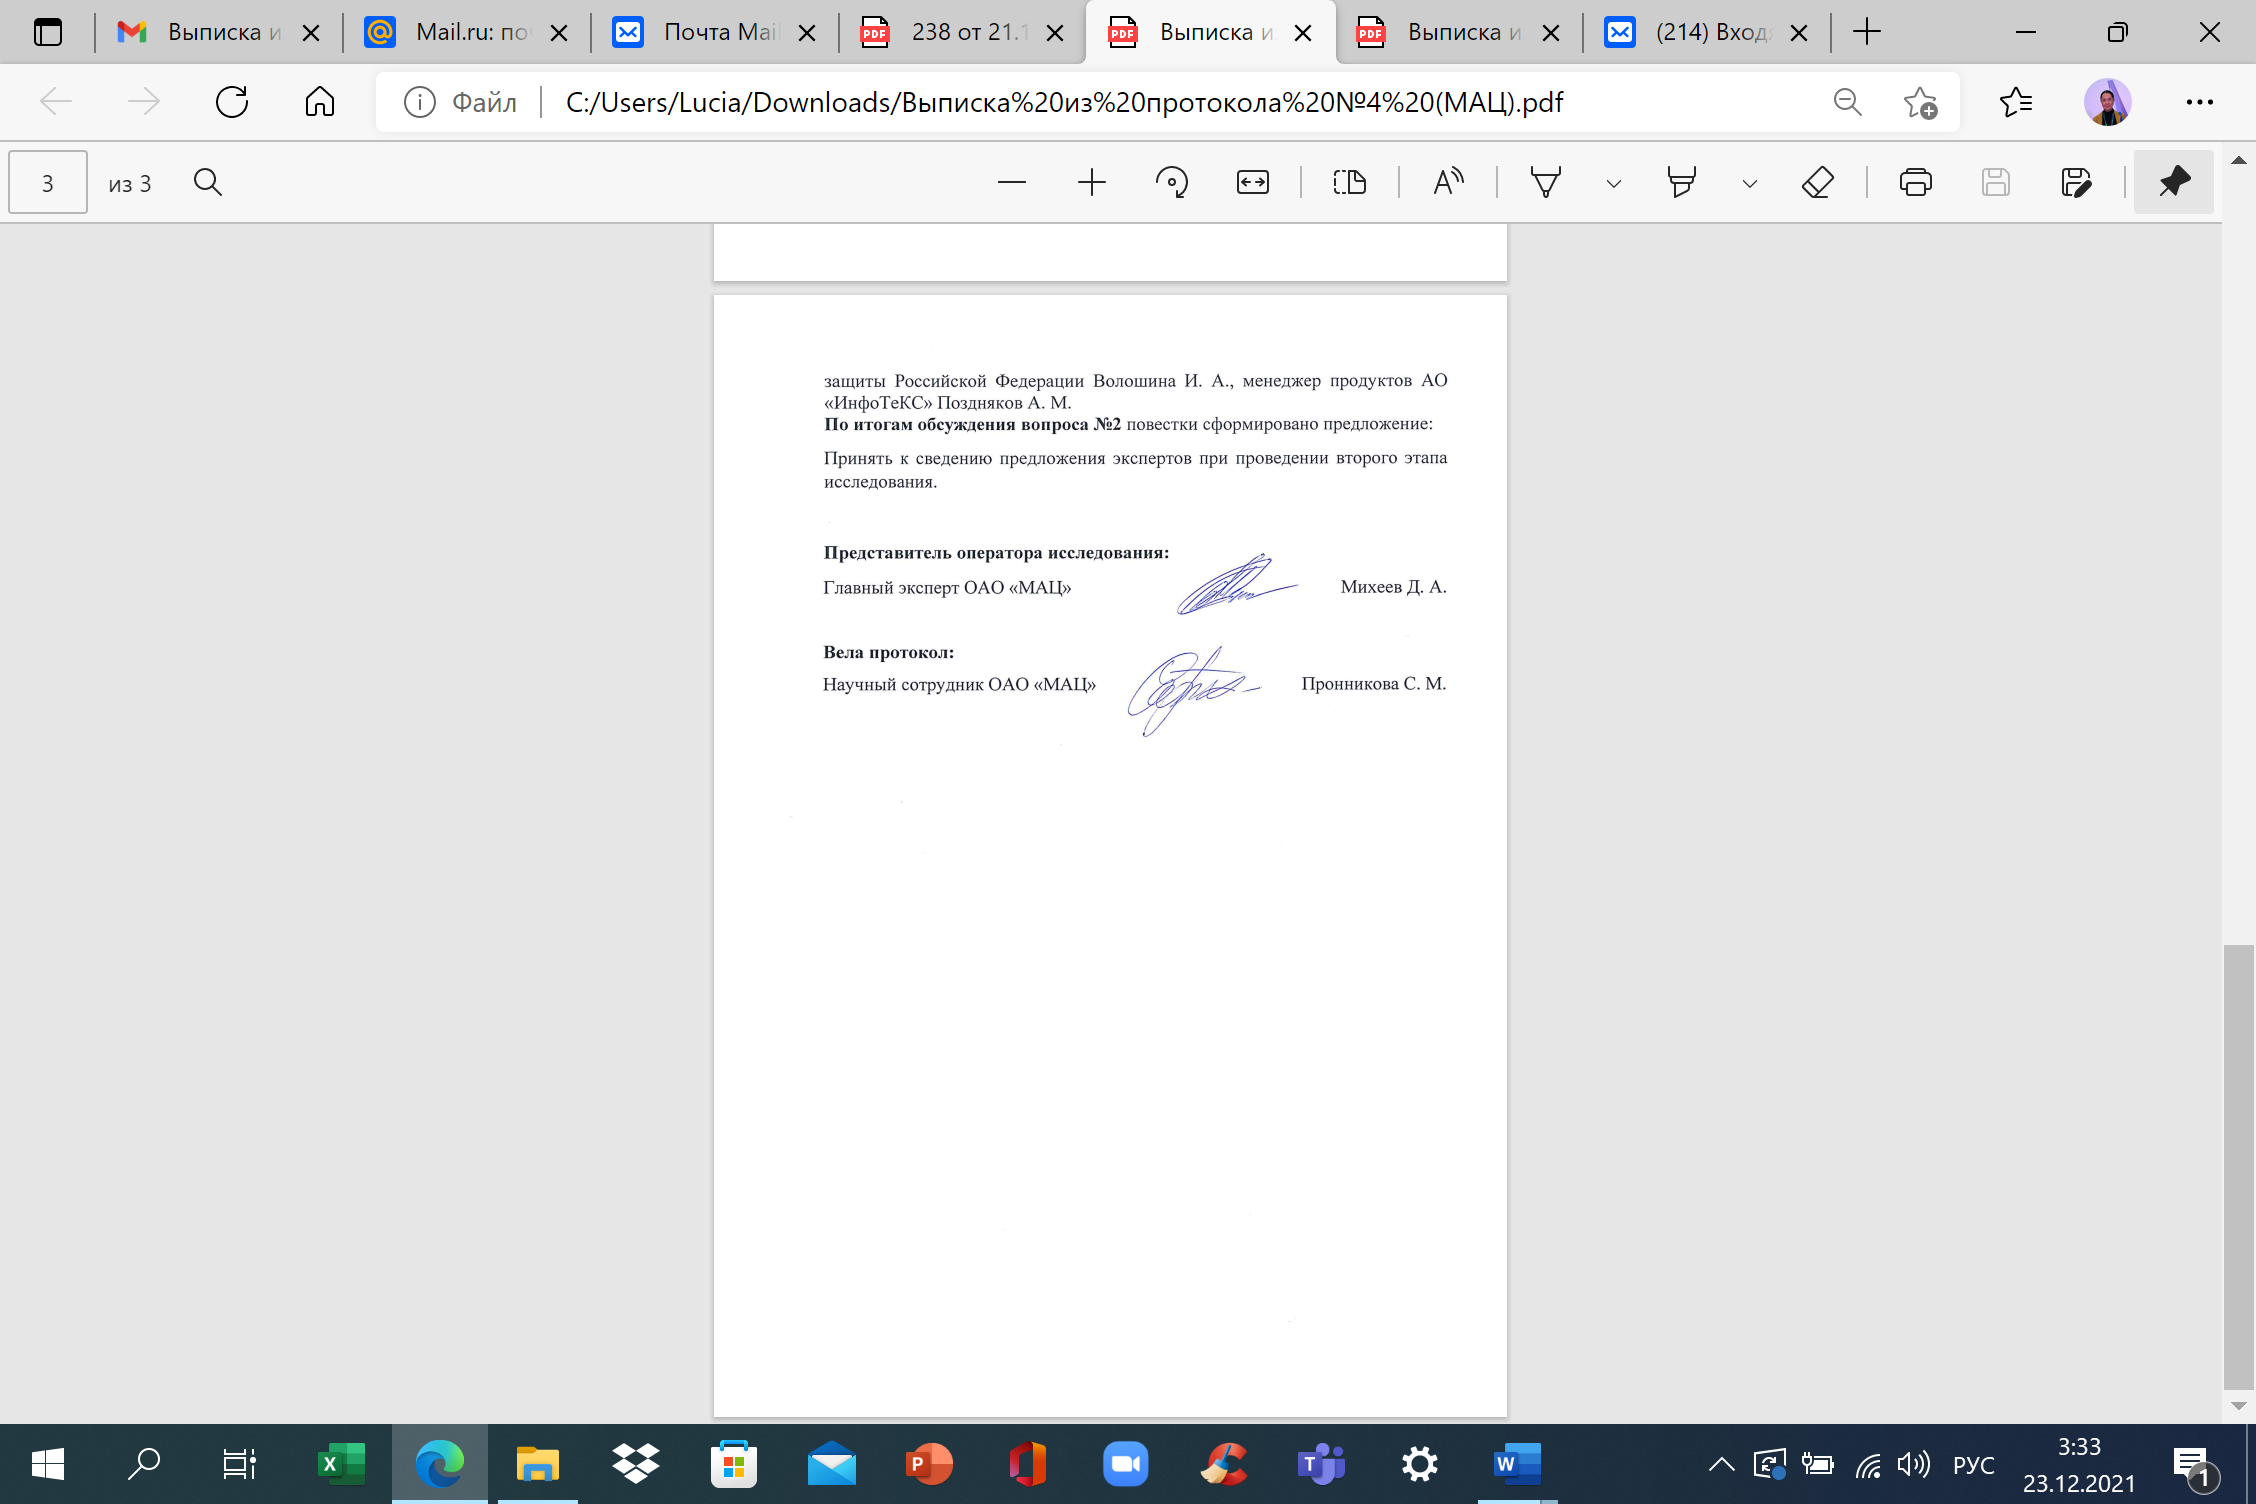 Выписка и
Mail.ru: по
Почта Mail
238 от 21.1
Выписка и
Выписка и
(214) Вход
Файл
C:/Users/Lucia/Downloads/Выписка%20из%20протокола%20№4%20(МАЦ).pdf
3 из 3
защиты Российской Федерации Волошина И. А., менеджер продуктов АО
«ИнфоТеКС» Поздняков А. М.
По итогам обсуждения вопроса №2 повестки сформировано предложение:
Принять к сведению предложения экспертов при проведении второго этапа
исследования.
Представитель оператора исследования:
Главный эксперт ОАО «МАЦ» Михеев Д. А.
Вела протокол:
Научный сотрудник ОАО «МАЦ» Пронникова С. М.
РУС
3:33
23.12.2021
1